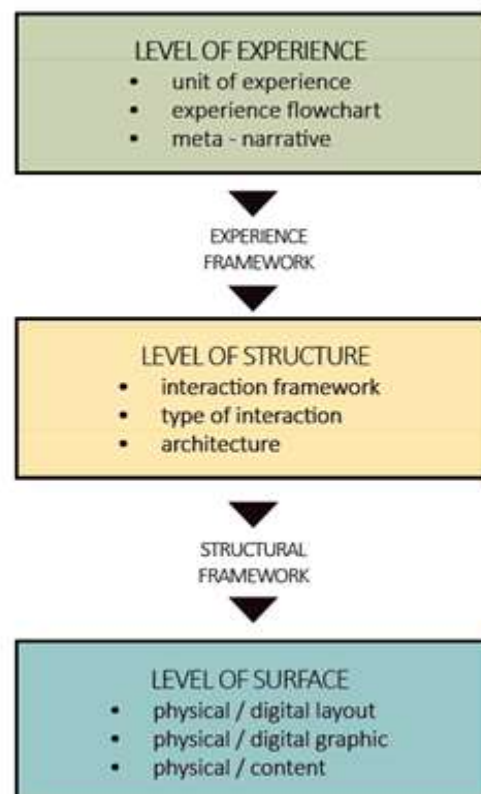 LEVEL OF EXPERIENCE
• unit of experience
• experience flowchart
• meta - narrative
EXPERIENCE
FRAMEWORK
LEVEL OF STRUCTURE
• interaction framework
• type of interaction
• architecture
STRUCTURAL
FRAMEWORK
LEVEL OF SURFACE
• physical / digital layout
• physical / digital graphic
• physical / content